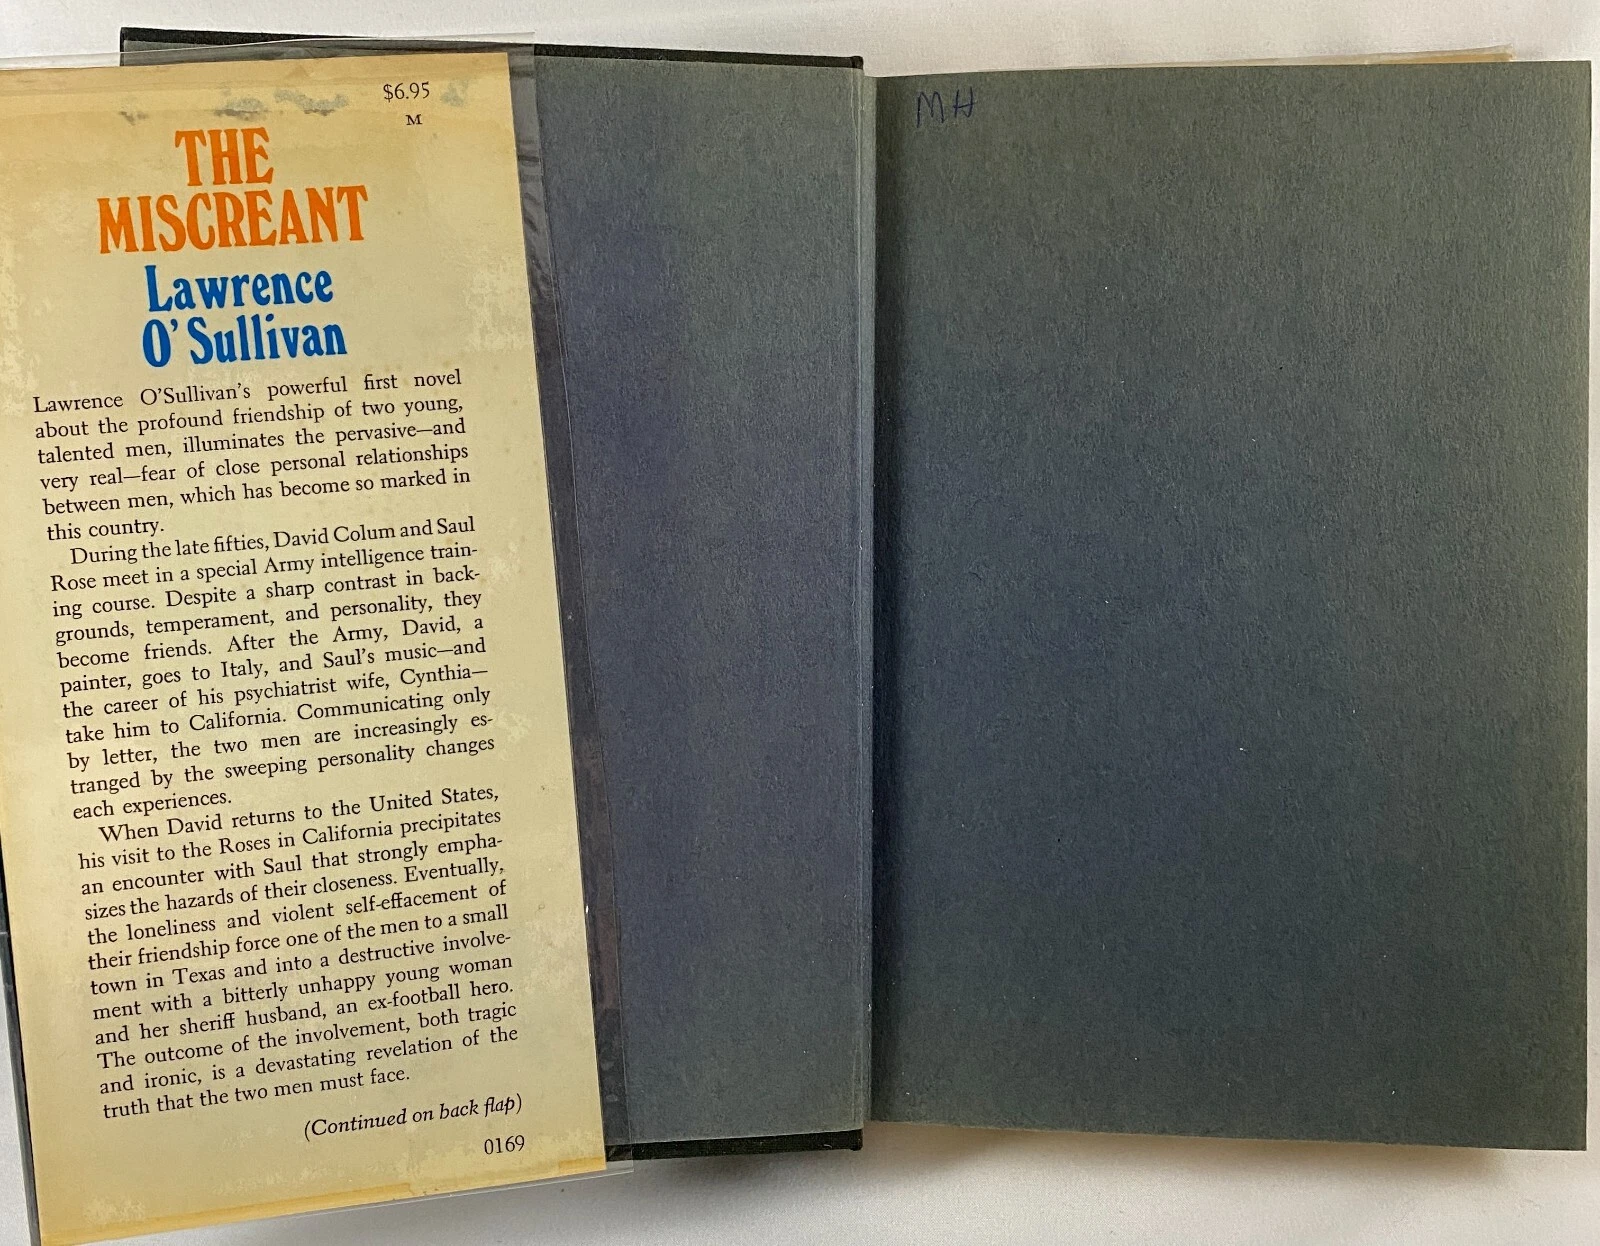 $6.95
M
THE
MISCREANT
Lawrence
O'Sullivan
Lawrence O'Sullivan's powerful first novel
about the profound friendship of two young,
talented men, illuminates the pervasive—and
very real—fear of close personal relationships
between men, which has become so marked in
this country.
During the late fifties, David Colum and Saul
Rose meet in a special Army intelligence train-
ing course. Despite a sharp contrast in back-
grounds, temperament, and personality, they
become friends. After the Army, David, a
painter, goes to Italy, and Saul's music—and
the career of his psychiatrist wife, Cynthia—
take him to California. Communicating only
by letter, the two men are increasingly es-
tranged by the sweeping personality changes
each experiences.
When David returns to the United States,
his visit to the Roses in California precipitates
an encounter with Saul that strongly empha-
sizes the hazards of their closeness. Eventually,
the loneliness and violent self-effacement of
their friendship force one of the men to a small
town in Texas and into a destructive involve-
ment with a bitterly unhappy young woman
and her sheriff husband, an ex-football hero.
The outcome of the involvement, both tragic
and ironic, is a devastating revelation of the
truth that the two men must face.
(Continued on back flap)
0169
MH